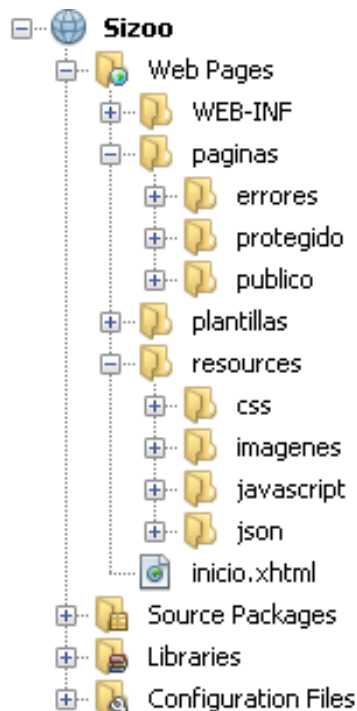 Sizoo
Web Pages
WEB-INF
paginas
errores
protegido
publico
plantillas
resources
css
imagenes
javascript
json
inicio.xhtml
Source Packages
Libraries
Configuration Files